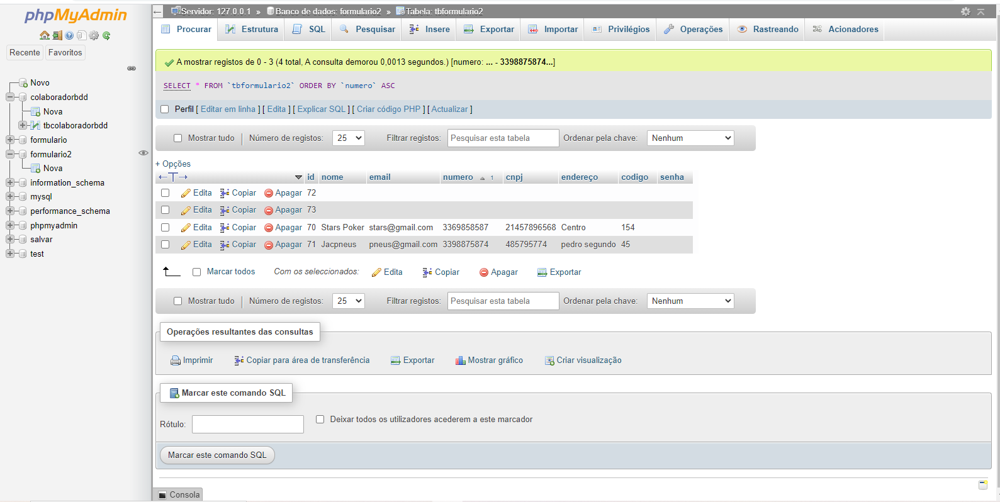 phpMyAdmin
Recente Favoritos
Novo
colaboradorbdd
Nova
tbcolaboradorbdd
formulario
formulario2
Nova
information_schema
mysql
performance_schema
phpmyadmin
salvar
test
Servidor: 127.0.0.1 » Banco de dados: formulario2 » Tabela: tbformulario2
Procurar Estrutura SQL Pesquisar Insere Exportar Importar Privilégios Operações Rastreando Acionadores
A mostrar registos de 0 - 3 (4 total, A consulta demorou 0,0013 segundos.) [numero: ... - 3398875874...]
SELECT * FROM `tbformulario2` ORDER BY `numero` ASC
Perfil [ Editar em linha ] [ Edita ] [ Explicar SQL ] [ Criar código PHP ] [ Actualizar ]
Mostrar tudo | Número de registos: 25 Filtrar registos: Pesquisar esta tabela Ordenar pela chave: Nenhum
+ Opções
←T→ id nome email numero 1 cnpj endereço codigo senha
Edita Copiar Apagar 72
Edita Copiar Apagar 73
Edita Copiar Apagar 70 Stars Poker stars@gmail.com 3369858587 21457896568 Centro 154
Edita Copiar Apagar 71 Jacpneus pneus@gmail.com 3398875874 485795774 pedro segundo 45
Marcar todos Com os seleccionados: Edita Copiar Apagar Exportar
Mostrar tudo | Número de registos: 25 Filtrar registos: Pesquisar esta tabela Ordenar pela chave: Nenhum
Operações resultantes das consultas
Imprimir Copiar para área de transferência Exportar Mostrar gráfico Criar visualização
Marcar este comando SQL
Rótulo: Deixar todos os utilizadores acederem a este marcador
Marcar este comando SQL
Consola